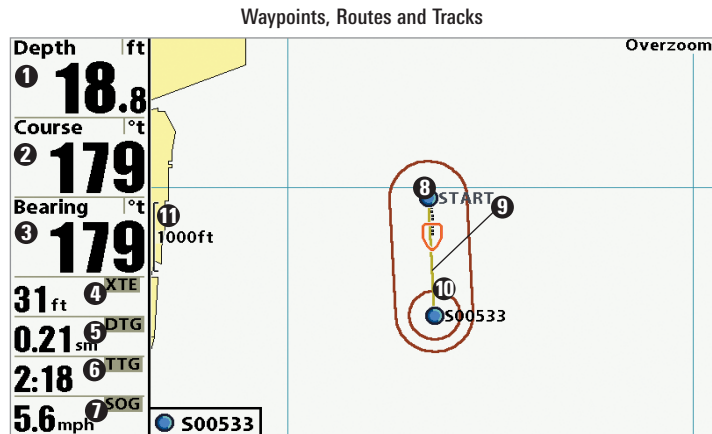 Waypoints, Routes and Tracks
Depth ft
1 18.8
Course °t
2 179
Bearing °t
3 179
31 ft 4 XTE
0.21 sm 5 DTG
2:18 6 TTG
5.6 mph 7 SOG
Overzoom
8 START 9
11
1000ft
10
S00533
S00533